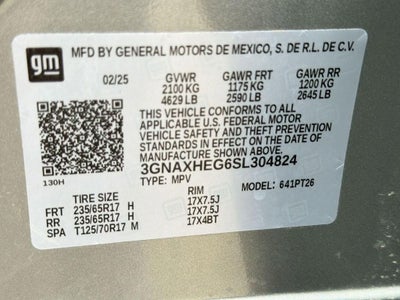 gm
MFD BY GENERAL MOTORS DE MEXICO, S. DE R.L. DE C.V.
02/25 GVWR GAWR FRT GAWR RR
2100 KG 1175 KG 1200 KG
4629 LB 2590 LB 2645 LB
THIS VEHICLE CONFORMS TO ALL
APPLICABLE U.S. FEDERAL MOTOR
VEHICLE SAFETY AND THEFT PREVENTION
STANDARDS IN EFFECT ON THE DATE OF
MANUFACTURE SHOWN ABOVE.
3GNAXHEG6SL304824
130H TYPE: MPV MODEL: 641PT26
TIRE SIZE RIM
FRT 235/65R17 H 17X7.5J
RR 235/65R17 H 17X7.5J
SPA T125/70R17 M 17X4BT